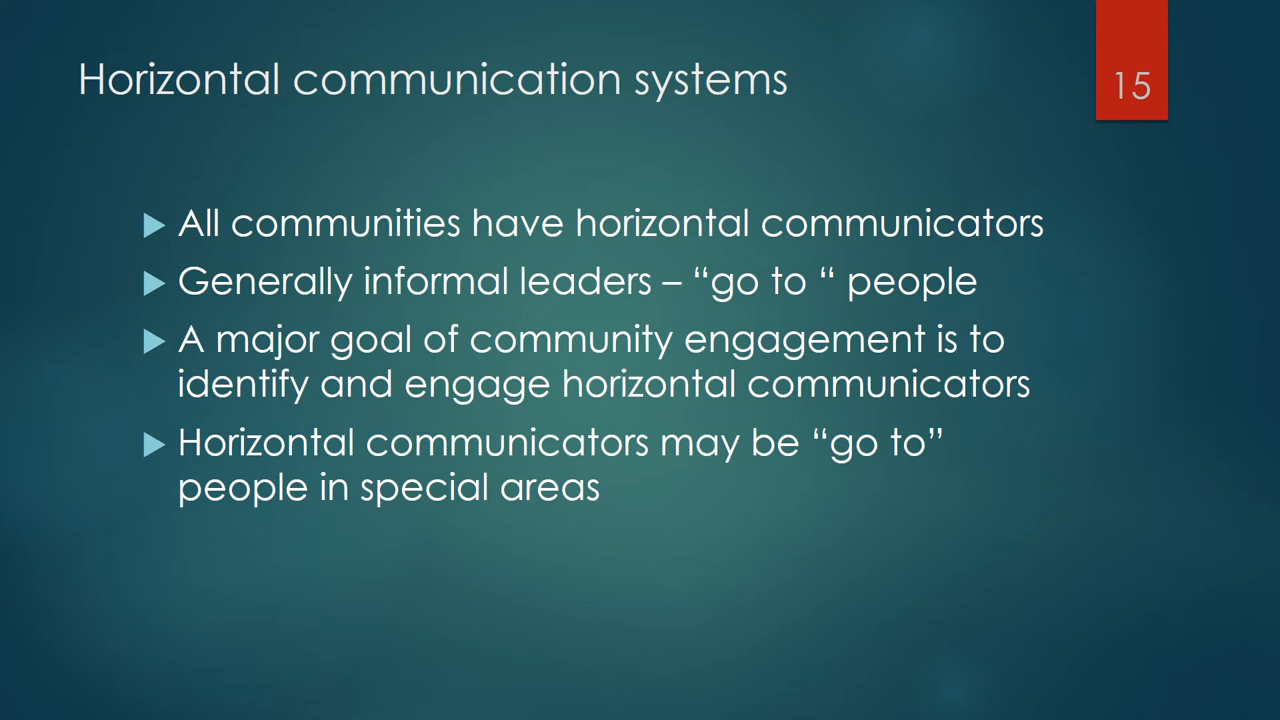 Horizontal communication systems
15
All communities have horizontal communicators
Generally informal leaders – “go to “ people
A major goal of community engagement is to
identify and engage horizontal communicators
Horizontal communicators may be “go to”
people in special areas